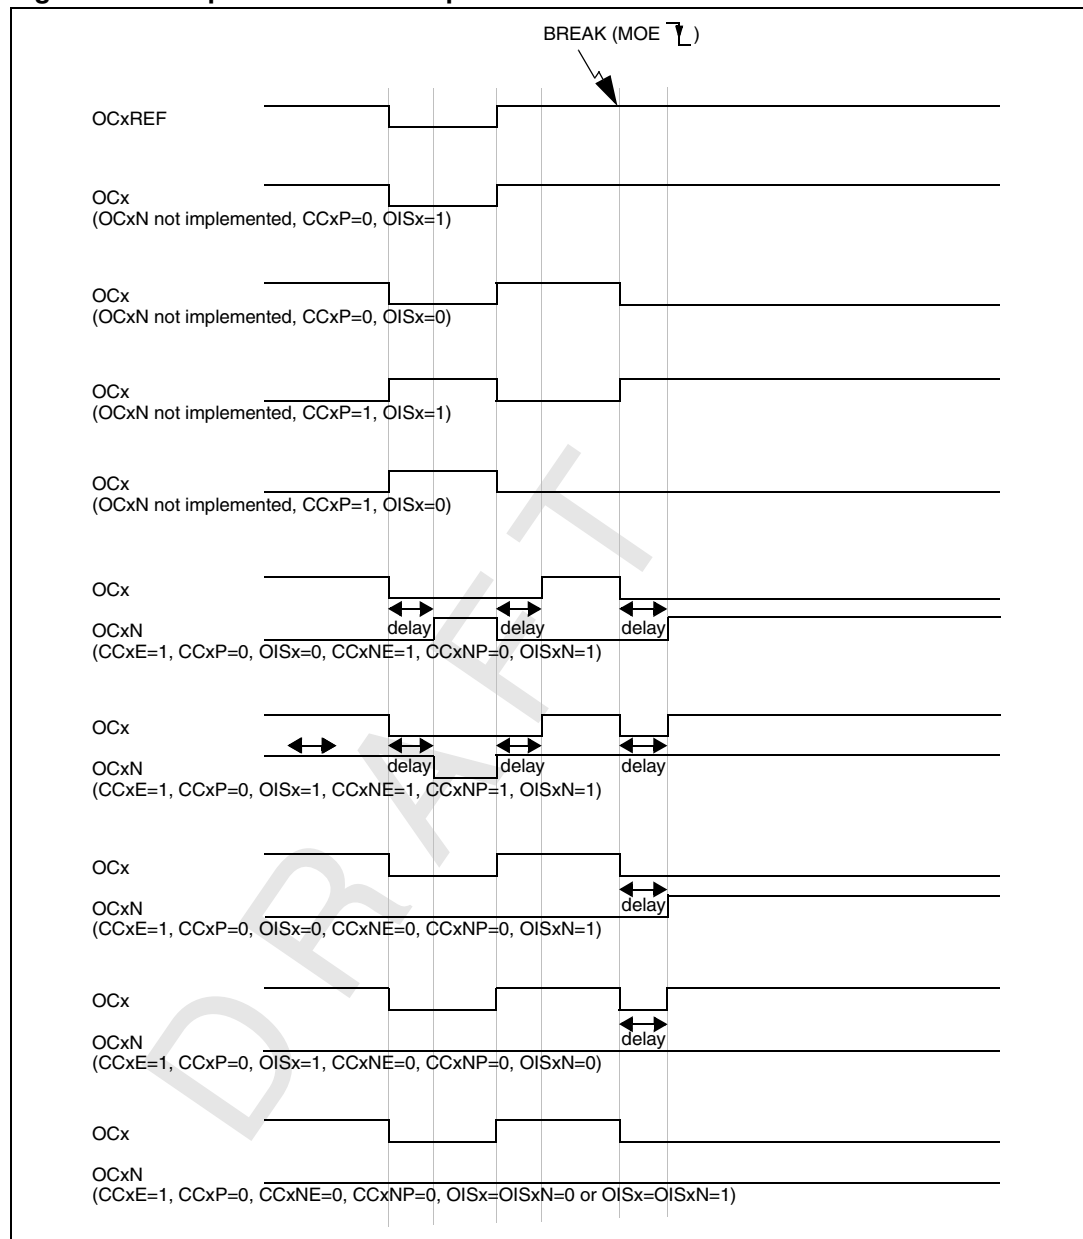 BREAK (MOE )
OCxREF
OCx
(OCxN not implemented, CCxP=0, OISx=1)
OCx
(OCxN not implemented, CCxP=0, OISx=0)
OCx
(OCxN not implemented, CCxP=1, OISx=1)
OCx
(OCxN not implemented, CCxP=1, OISx=0)
OCx
delay delay delay
OCxN
(CCxE=1, CCxP=0, OISx=0, CCxNE=1, CCxNP=0, OISxN=1)
OCx
delay delay delay
OCxN
(CCxE=1, CCxP=0, OISx=1, CCxNE=1, CCxNP=1, OISxN=1)
OCx
delay
OCxN
(CCxE=1, CCxP=0, OISx=0, CCxNE=0, CCxNP=0, OISxN=1)
OCx
delay
OCxN
(CCxE=1, CCxP=0, OISx=1, CCxNE=0, CCxNP=0, OISxN=0)
OCx
OCxN
(CCxE=1, CCxP=0, CCxNE=0, CCxNP=0, OISx=OISxN=0 or OISx=OISxN=1)
DRAFT